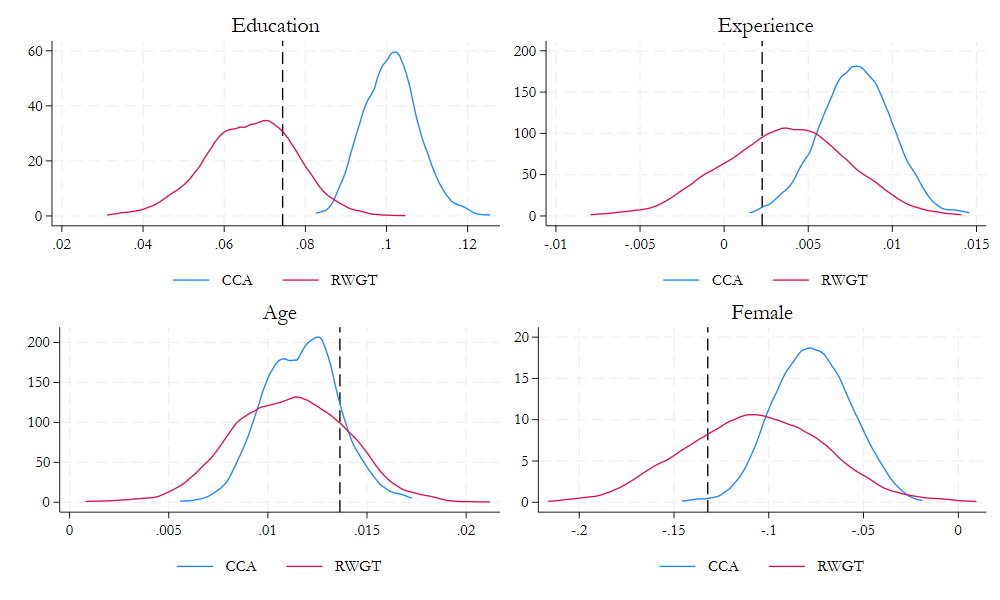 Education
60
40
20
0
.02 .04 .06 .08 .1 .12
CCA RWGT
Experience
200
150
100
50
0
-.01 -.005 0 .005 .01 .015
CCA RWGT
Age
200
150
100
50
0
0 .005 .01 .015 .02
CCA RWGT
Female
20
15
10
5
0
-.2 -.15 -.1 -.05 0
CCA RWGT